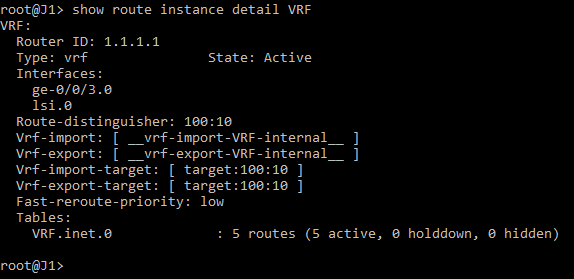 root@J1> show route instance detail VRF
VRF:
  Router ID: 1.1.1.1
  Type: vrf               State: Active
  Interfaces:
    ge-0/0/3.0
    lsi.0
  Route-distinguisher: 100:10
  Vrf-import: [ __vrf-import-VRF-internal__ ]
  Vrf-export: [ __vrf-export-VRF-internal__ ]
  Vrf-import-target: [ target:100:10 ]
  Vrf-export-target: [ target:100:10 ]
  Fast-reroute-priority: low
  Tables:
    VRF.inet.0             : 5 routes (5 active, 0 holddown, 0 hidden)
root@J1>